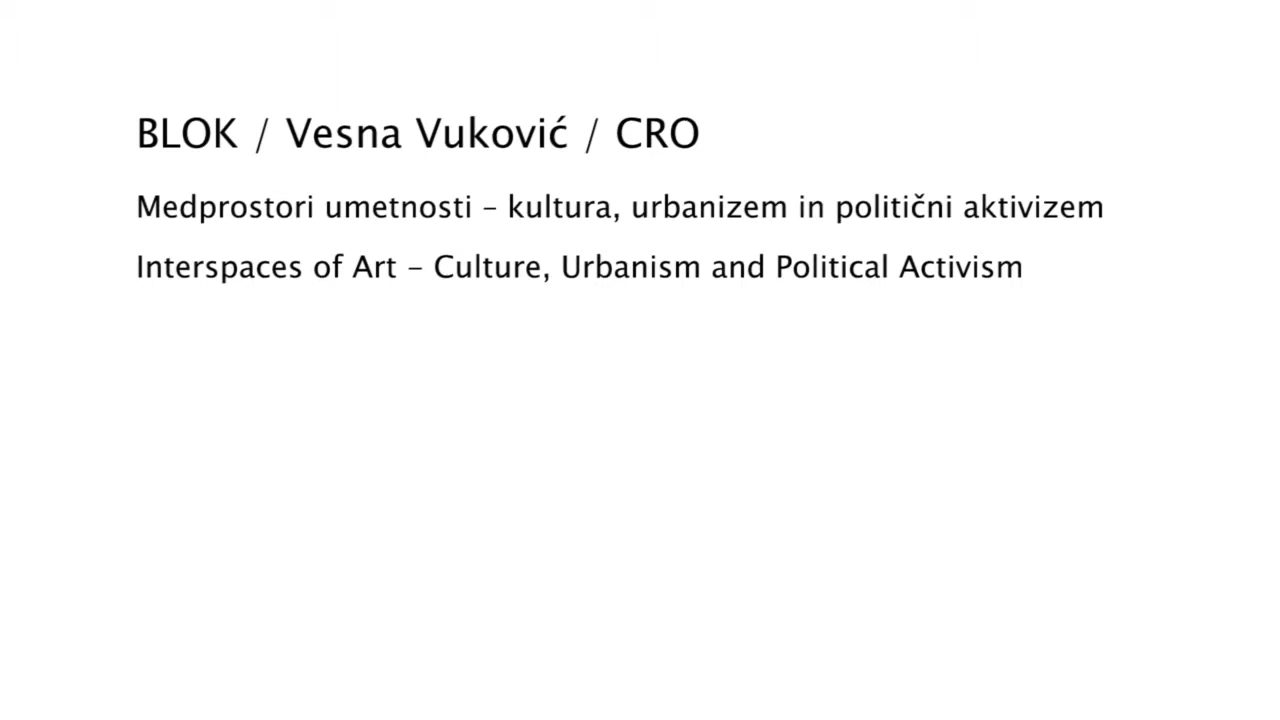 BLOK / Vesna Vuković / CRO
Medprostori umetnosti – kultura, urbanizem in politični aktivizem
Interspaces of Art – Culture, Urbanism and Political Activism